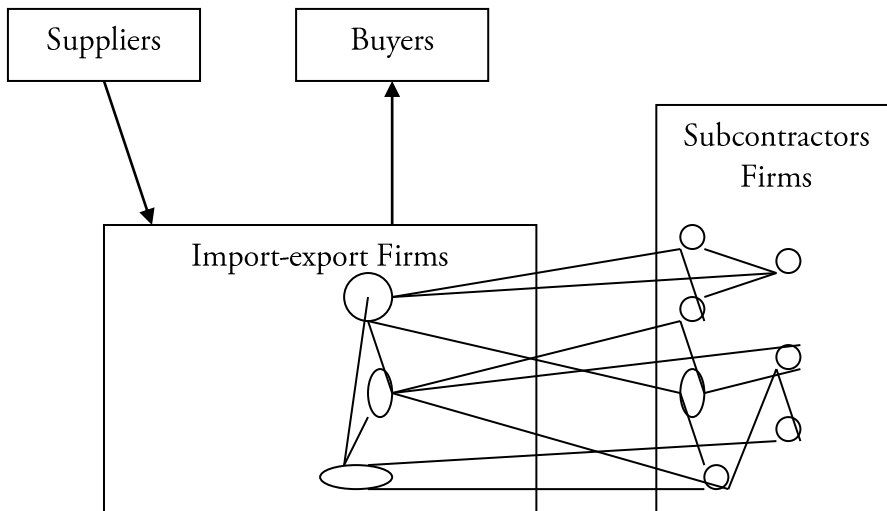 Suppliers
Buyers
Subcontractors
Firms
Import-export Firms